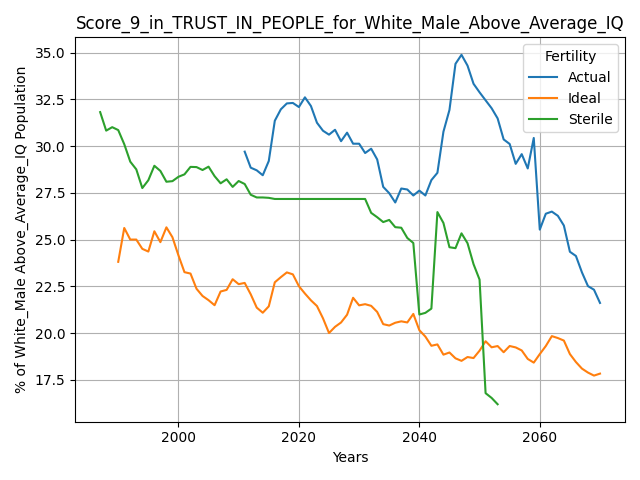 Score_9_in_TRUST_IN_PEOPLE_for_White_Male_Above_Average_IQ
% of White_Male Above_Average_IQ Population
35.0
32.5
30.0
27.5
25.0
22.5
20.0
17.5
Fertility
Actual
Ideal
Sterile
2000
2020
2040
2060
Years